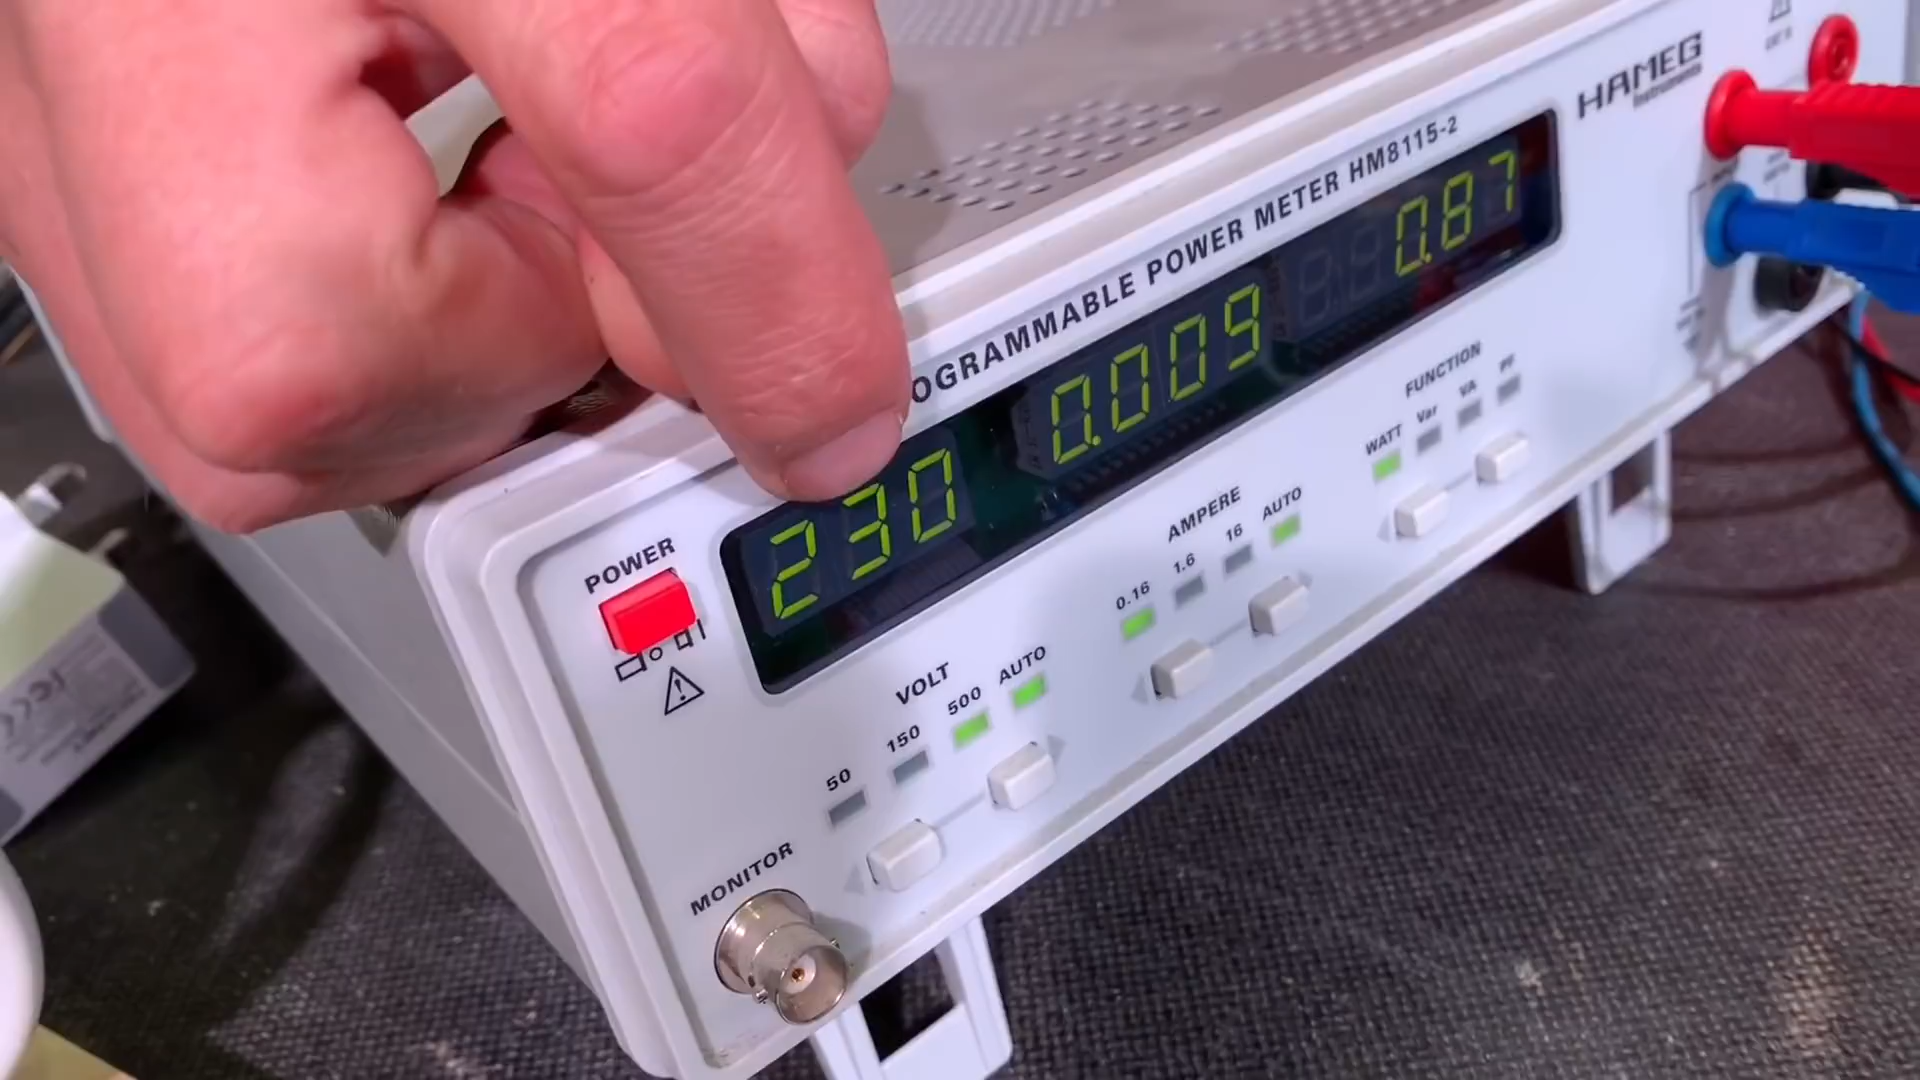 HAMEG
Instruments
OGRAMMABLE POWER METER HM8115-2
230
0.009
0.87
POWER
VOLT
50
150
500
AUTO
AMPERE
0.16
1.6
16
AUTO
FUNCTION
WATT
Var
VA
PF
MONITOR
CE